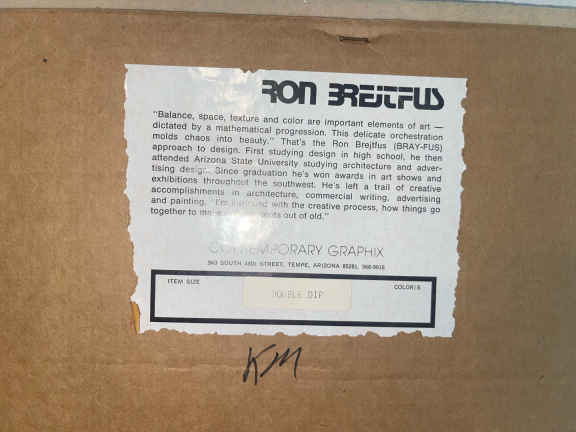 RON BREJTFUS
"Balance, space, texture and color are important elements of art —
dictated by a mathematical progression. This delicate orchestration
molds chaos into beauty." That's the Ron Brejtfus (BRAY-FUS)
approach to design. First studying design in high school, he then
attended Arizona State University studying architecture and adver-
tising design. Since graduation he's won awards in art shows and
exhibitions throughout the southwest. He's left a trail of creative
accomplishments in architecture, commercial writing, advertising
and painting. "I'm with the creative process, how things go
together to out of old."
CONTEMPORARY GRAPHIX
SOUTH STREET, TEMPE, ARIZONA 85281,
ITEM SIZE
DOUBLE DIP
COLOR/S
KM